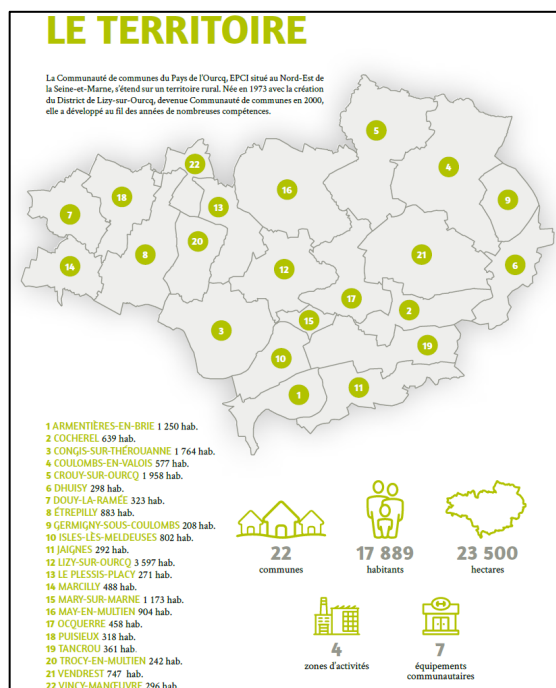 LE TERRITOIRE
La Communauté de communes du Pays de l'Ourcq, EPCI situé au Nord-Est de
la Seine-et-Marne, s'étend sur un territoire rural. Née en 1973 avec la création
du District de Lizy-sur-Ourcq, devenue Communauté de communes en 2000,
elle a développé au fil des années de nombreuses compétences.
5
22
4
16
18
9
13
7
20
8
21
14
12
6
17
2
15
3
19
10
11
1
1 ARMENTIÈRES-EN-BRIE 1 250 hab.
2 COCHEREL 639 hab.
3 CONGIS-SUR-THÉROUANNE 1 764 hab.
4 COULOMBS-EN-VALOIS 577 hab.
5 CROUY-SUR-OURCQ 1 958 hab.
6 DHUISY 298 hab.
7 DOUY-LA-RAMÉE 323 hab.
8 ÉTREPILLY 883 hab.
9 GERMIGNY-SOUS-COULOMBS 208 hab.
10 ISLES-LÈS-MELDEUSES 802 hab.
11 JAIGNES 292 hab.
12 LIZY-SUR-OURCQ 3 597 hab.
13 LE PLESSIS-PLACY 271 hab.
14 MARCILLY 488 hab.
15 MARY-SUR-MARNE 1 173 hab.
16 MAY-EN-MULTIEN 904 hab.
17 OCQUERRE 458 hab.
18 PUISIEUX 318 hab.
19 TANCROU 361 hab.
20 TROCY-EN-MULTIEN 242 hab.
21 VENDREST 747 hab.
22 VINCY-MANŒUVRE 296 hab.
22
communes
17 889
habitants
23 500
hectares
4
zones d'activités
7
équipements
communautaires